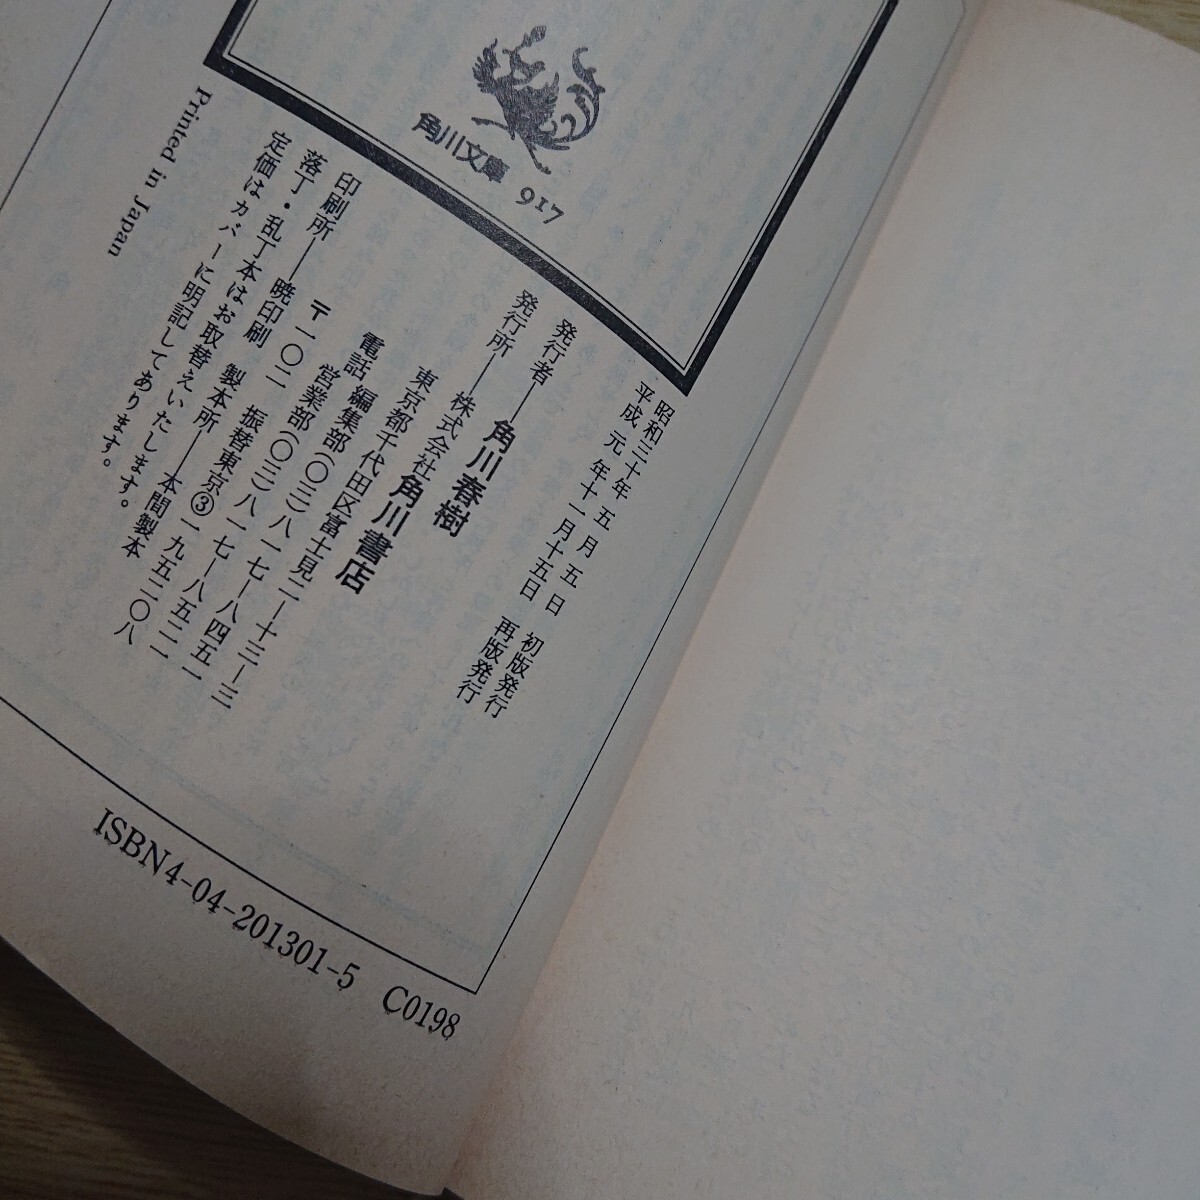 角川文庫 917
昭和三十年五月五日 初版発行
平成元年十一月十五日 再版発行
発行者――角川春樹
発行所――株式会社角川書店
東京都千代田区富士見二―十三―三
電話 編集部(〇三)八一七―八四五一
営業部(〇三)八一七―八五二一
〒一〇二 振替東京③一九五二〇八
印刷所――暁印刷 製本所――本間製本
落丁・乱丁本はお取替えいたします。
定価はカバーに明記してあります。
Printed in Japan
ISBN4-04-201301-5 C0198